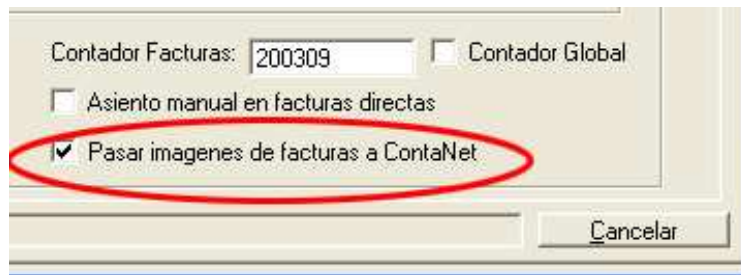 Contador Facturas: 200309 Contador Global
Asiento manual en facturas directas
Pasar imagenes de facturas a ContaNet
Cancelar